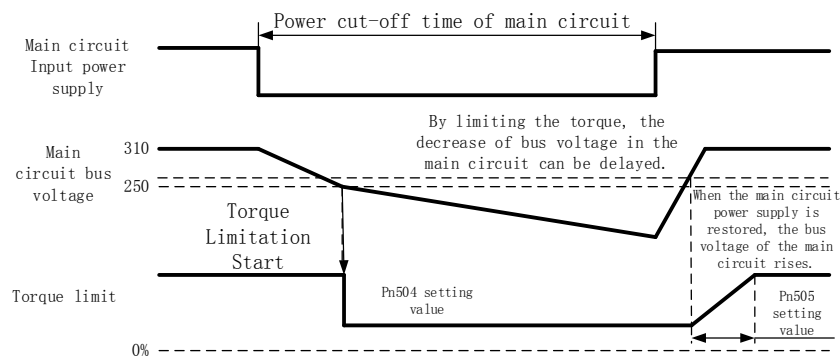 Power cut-off time of main circuit
Main circuit
Input power
supply
By limiting the torque, the
decrease of bus voltage in the
main circuit can be delayed.
310
Main
circuit bus
voltage
250
When the main circuit
power supply is
restored, the bus
voltage of the main
circuit rises.
Torque
Limitation
Start
Torque limit
Pn504 setting
value
Pn505
setting
value
0%